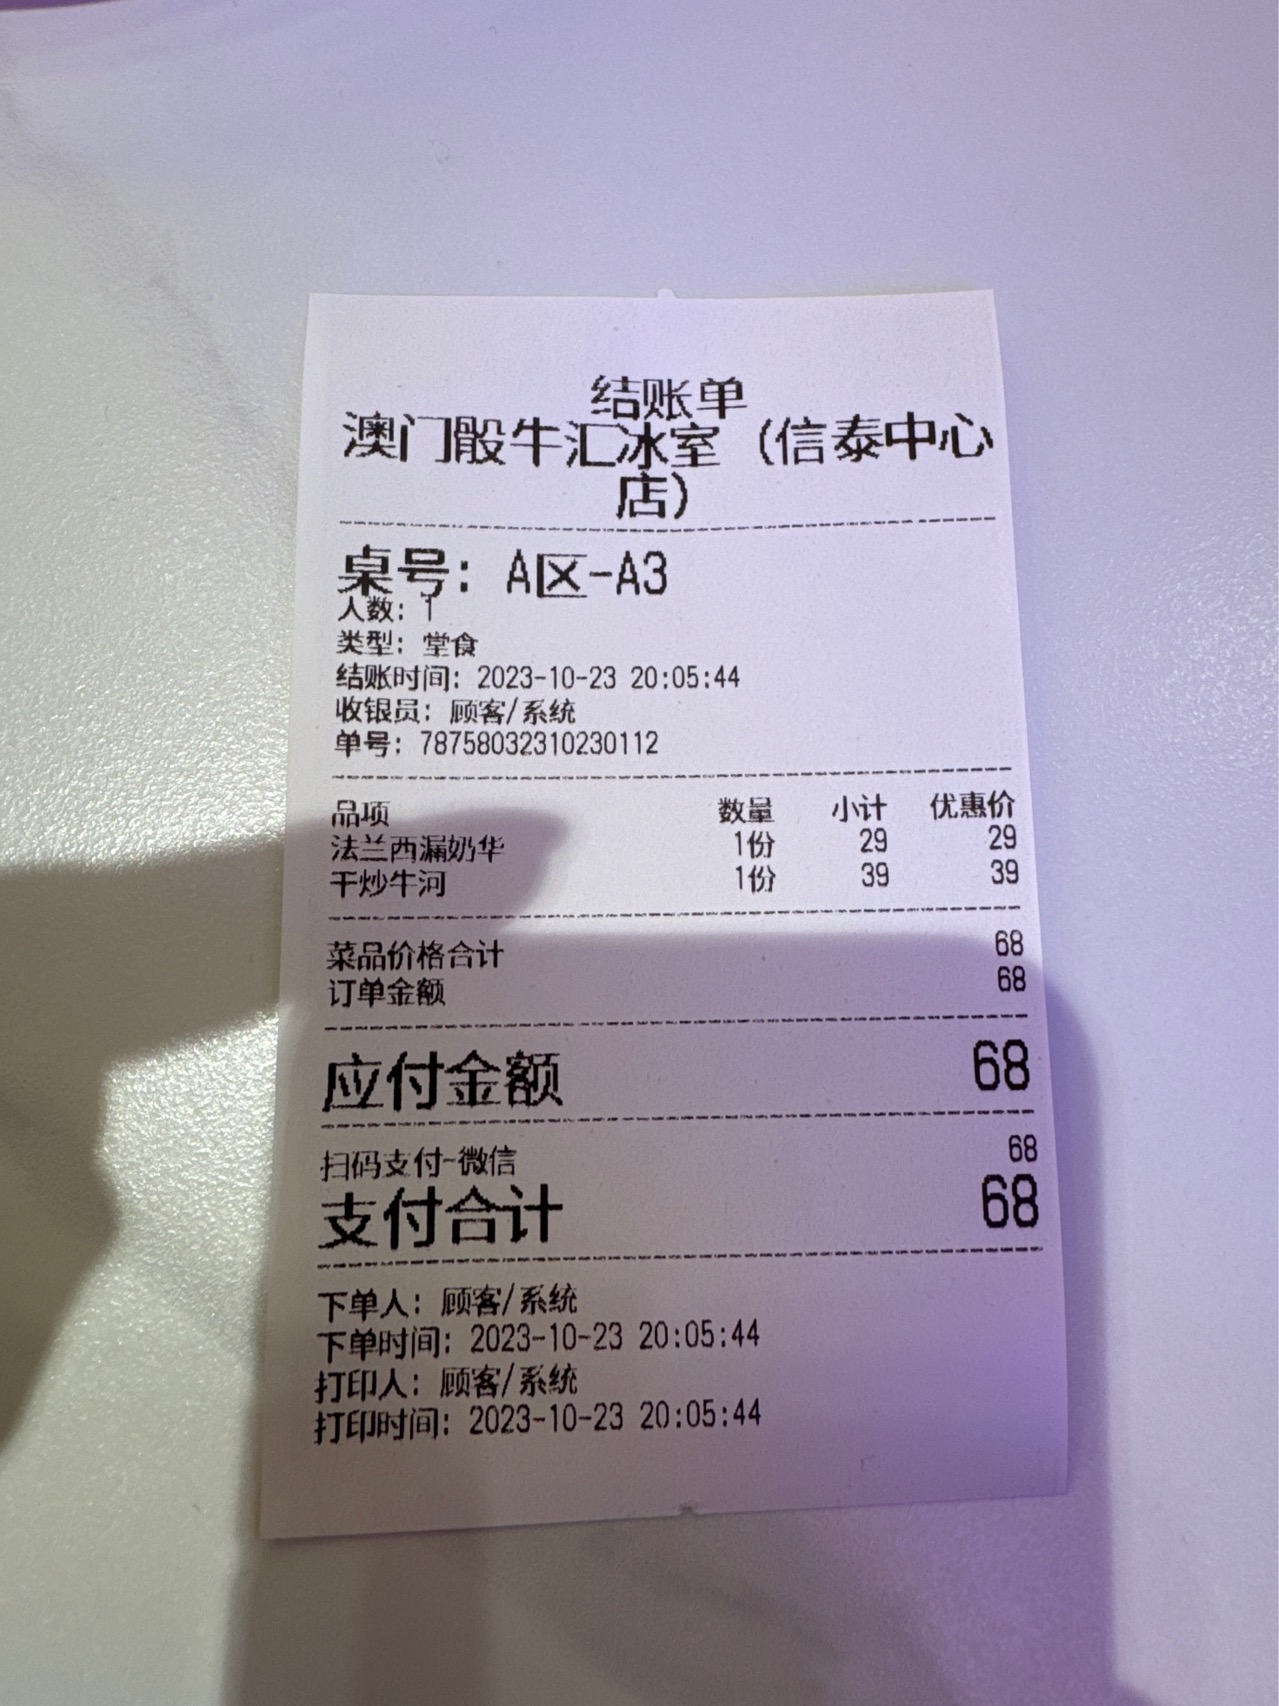 结账单
澳门骰牛汇冰室（信泰中心
店）
桌号：A区-A3
人数：1
类型：堂食
结账时间：2023-10-23 20:05:44
收银员：顾客/系统
单号：78758032310230112
品项 数量 小计 优惠价
法兰西漏奶华 1份 29 29
干炒牛河 1份 39 39
菜品价格合计 68
订单金额 68
应付金额 68
扫码支付-微信 68
支付合计 68
下单人：顾客/系统
下单时间：2023-10-23 20:05:44
打印人：顾客/系统
打印时间：2023-10-23 20:05:44